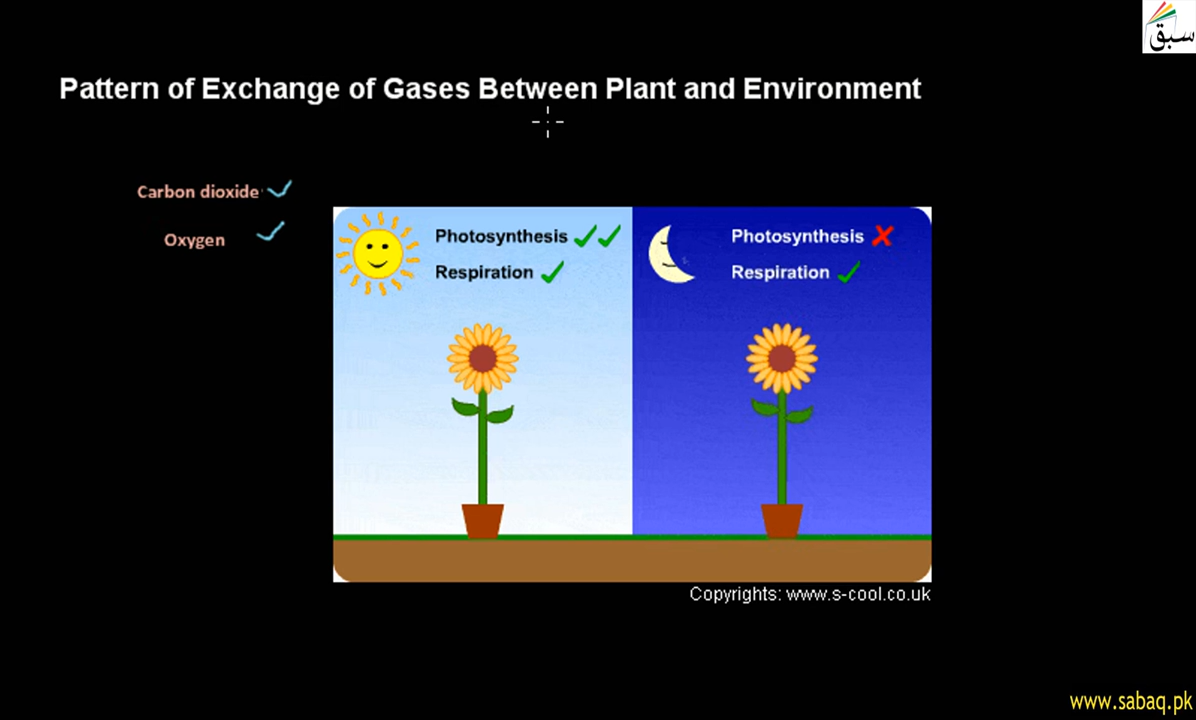 سبق
Pattern of Exchange of Gases Between Plant and Environment
Carbon dioxide
Oxygen
Photosynthesis
Respiration
Photosynthesis
Respiration
Copyrights: www.s-cool.co.uk
www.sabaq.pk